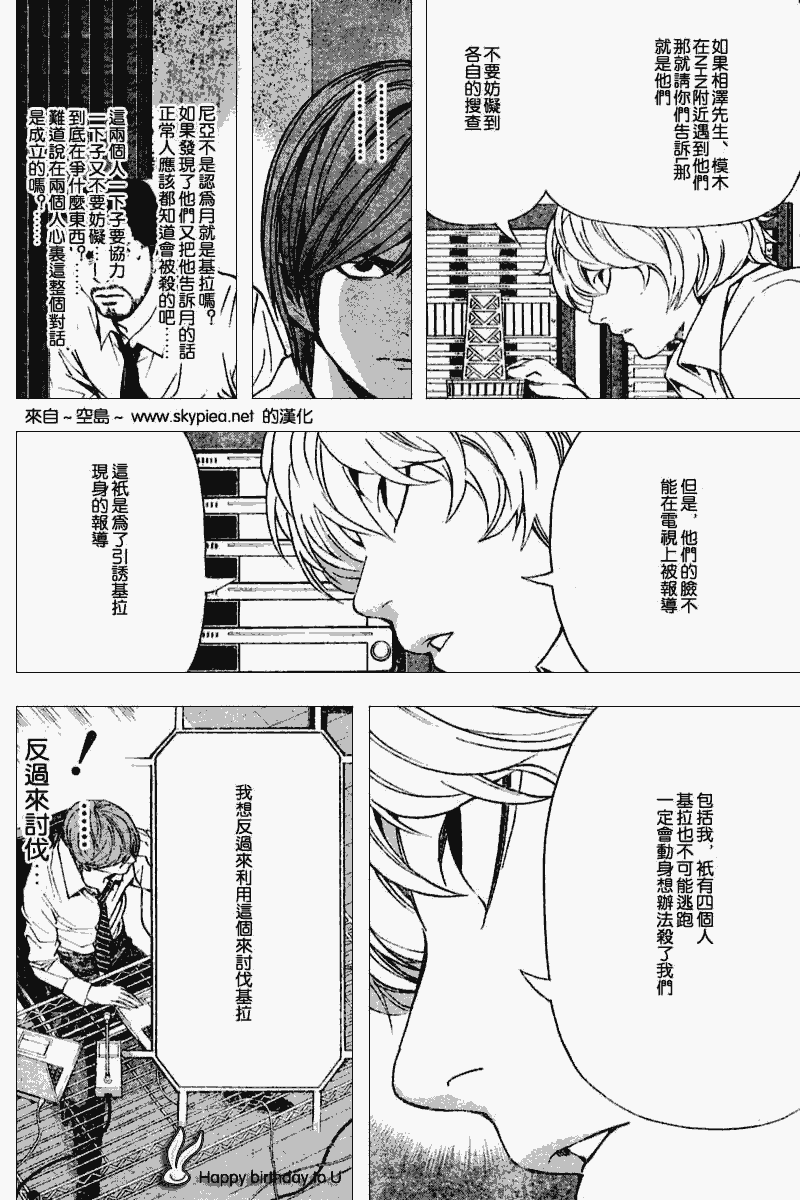 如果相澤先生、模木
在NHK附近遇到他們
那就請你們告訴L那
就是他們
不要妨礙到
各自的搜查
………
尼亞不是認為月就是基拉嗎?
如果發現了他們又把他告訴月的話
正常人應該都知道會被殺的吧……
這兩個人一下子要協力
一下子又不要妨礙……
到底在爭什麼東西?
難道說在兩個人心裏這整個對話
是成立的嗎?……
來自~空島~ www.skypiea.net 的漢化
但是,他們的臉不
能在電視上被報導
這衹是為了引誘基拉
現身的報導
包括我,衹有四個人
基拉也不可能逃跑
一定會動身想辦法殺了我們
我想反過來利用這個來討伐基拉
!
………
反過來討伐…
Happy birthday to U